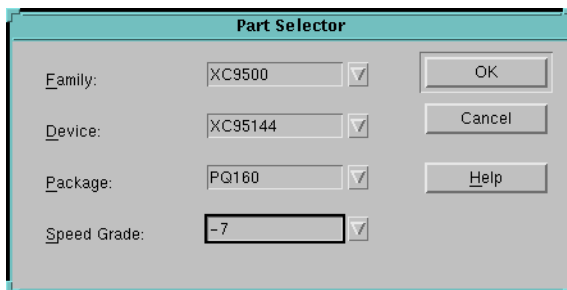 Part Selector
Family: XC9500 OK
Device: XC95144 Cancel
Package: PQ160 Help
Speed Grade: -7